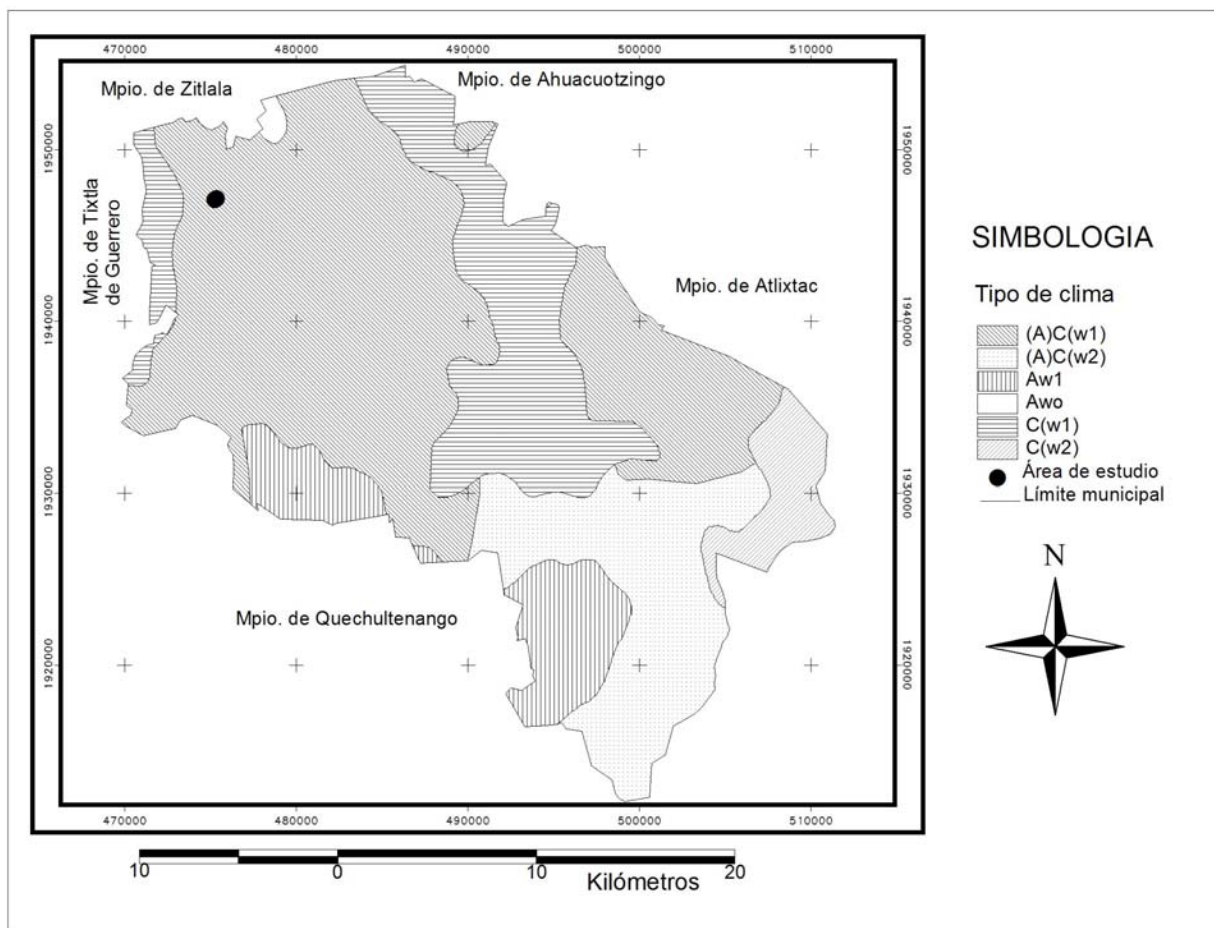 470000 480000 490000 500000 510000
Mpio. de Zitlala
Mpio. de Ahuacuotzingo
1950000
1950000
Mpio. de Tixtla
de Guerrero
Mpio. de Atlixtac
1940000
1940000
1930000
1930000
Mpio. de Quechultenango
1920000
1920000
470000 480000 490000 500000 510000
10 0 10 20
Kilómetros
SIMBOLOGIA
Tipo de clima
(A)C(w1)
(A)C(w2)
Aw1
Awo
C(w1)
C(w2)
Área de estudio
Límite municipal
N